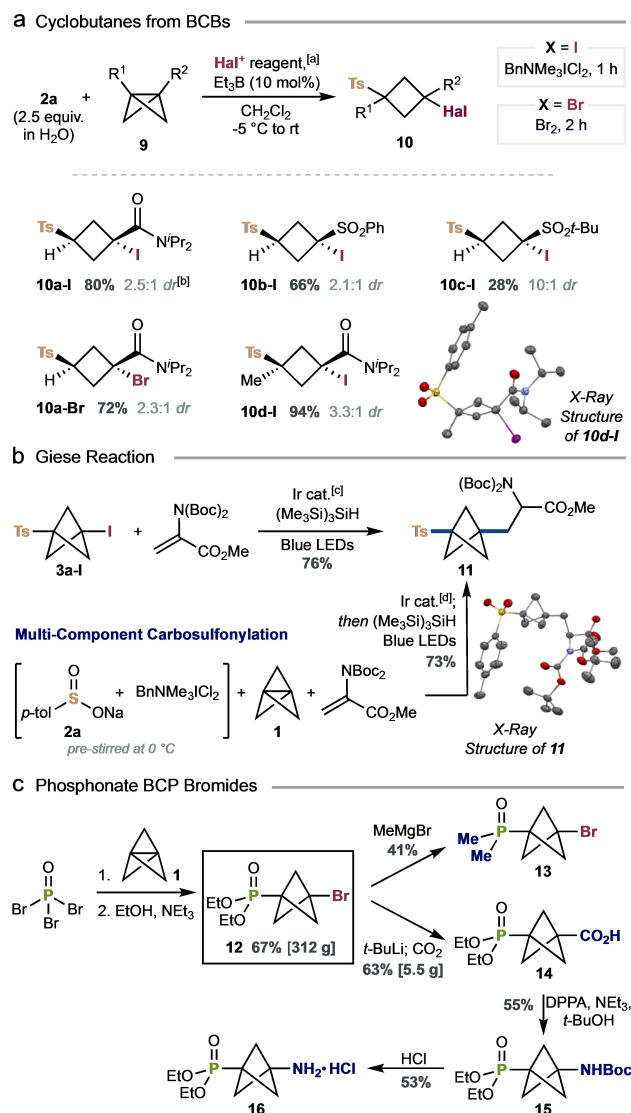 a Cyclobutanes from BCBs
2a
(2.5 equiv.
in H2O)
+
R1 R2
9
Hal+ reagent,[a]
Et3B (10 mol%)
CH2Cl2
-5 °C to rt
Ts R2
R1 Hal
10
X = I
BnNMe3ICl2, 1 h
X = Br
Br2, 2 h
Ts H O NiPr2 I
10a-I 80% 2.5:1 dr[b]
Ts H SO2Ph I
10b-I 66% 2.1:1 dr
Ts H SO2t-Bu I
10c-I 28% 10:1 dr
Ts H O NiPr2 Br
10a-Br 72% 2.3:1 dr
Ts Me O NiPr2 I
10d-I 94% 3.3:1 dr
X-Ray
Structure
of 10d-I
b Giese Reaction
Ts I
3a-I
+
N(Boc)2
CO2Me
Ir cat.[c]
(Me3Si)3SiH
Blue LEDs
76%
(Boc)2N
CO2Me
Ts
11
Ir cat.[d];
then (Me3Si)3SiH
Blue LEDs
73%
Multi-Component Carbosulfonylation
O
p-tol S ONa
2a
+ BnNMe3ICl2
pre-stirred at 0 °C
+
1
+
NBoc2
CO2Me
X-Ray
Structure of 11
c Phosphonate BCP Bromides
O
Br P Br
Br
1. 1
2. EtOH, NEt3
O
EtO P Br
EtO
12 67% [312 g]
MeMgBr
41%
O
Me P Br
Me
13
t-BuLi; CO2
63% [5.5 g]
O
EtO P CO2H
EtO
14
55%
DPPA, NEt3,
t-BuOH
O
EtO P NH2• HCl
EtO
16
HCl
53%
O
EtO P NHBoc
EtO
15